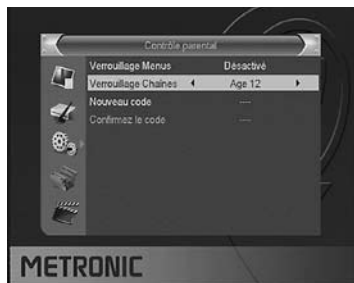 Contrôle parental
Verrouillage Menus Désactivé
Verrouillage Chaînes Age 12
Nouveau code ----
Confirmez le code ----
METRONIC